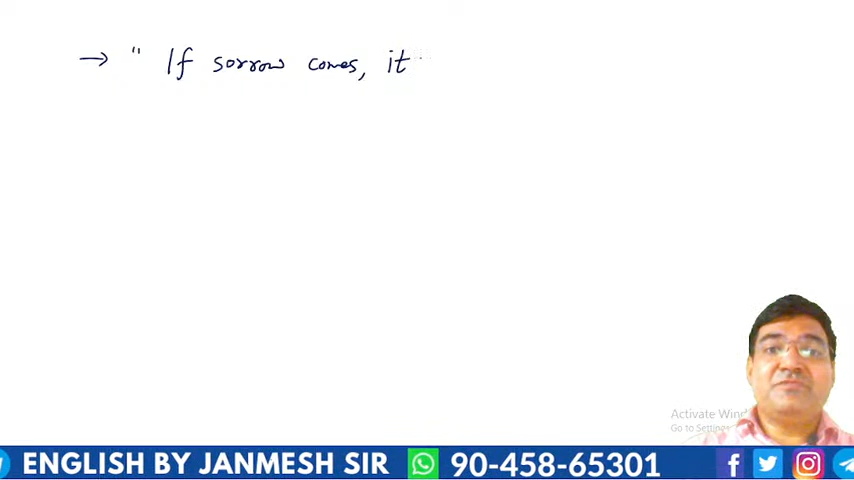 → " If sorrow comes, it
Activate Wind
Go to Settings
ENGLISH BY JANMESH SIR 90-458-65301 f